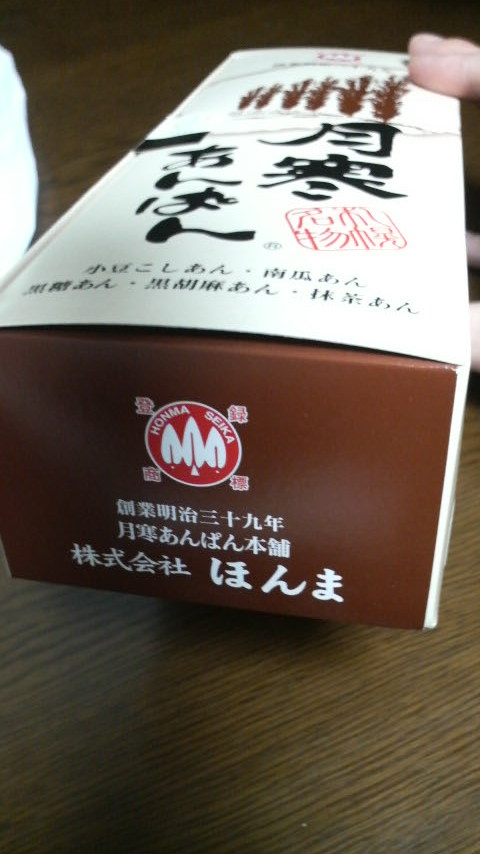 月寒
あんぱん
®
札幌
名物
小豆こしあん・南瓜あん
黒糖あん・黒胡麻あん・抹茶あん
登録
HONMA SEIKA
商標
創業明治三十九年
月寒あんぱん本舗
株式会社 ほんま